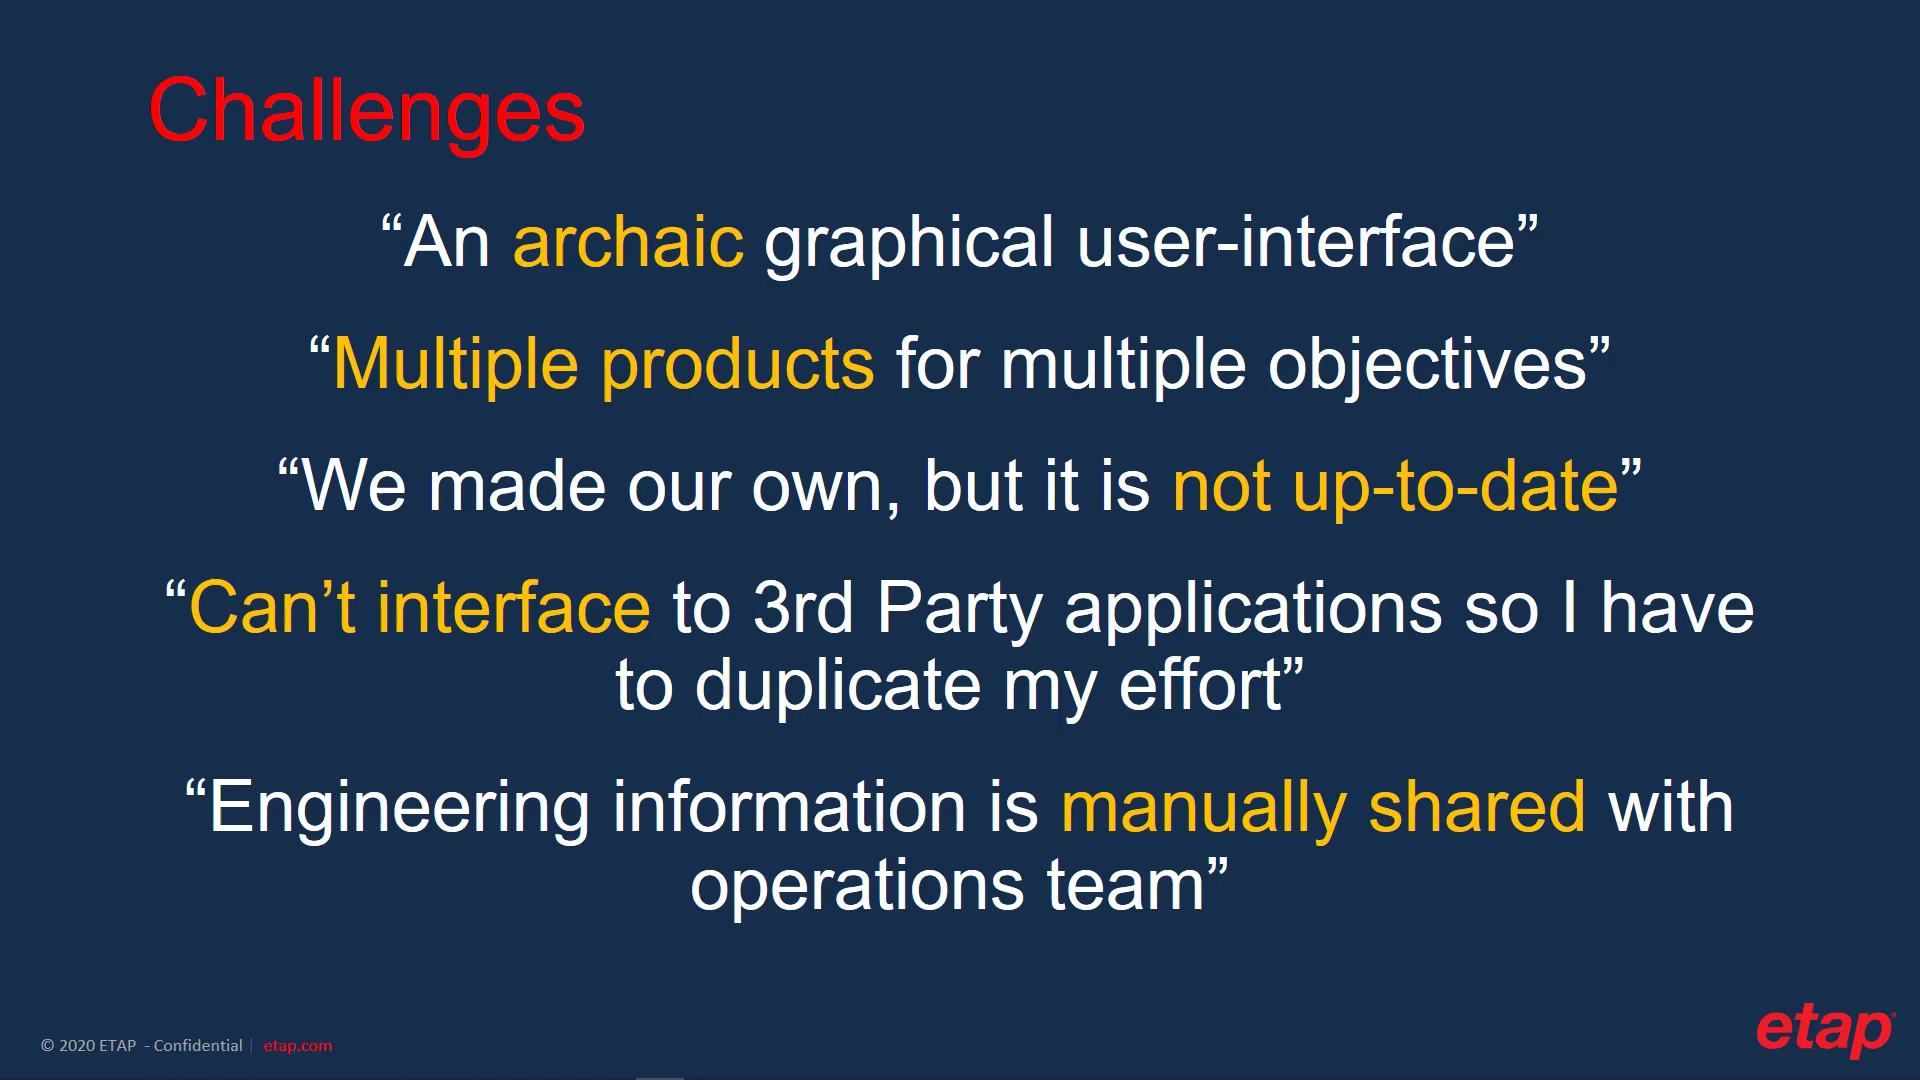 Challenges
“An archaic graphical user-interface”
“Multiple products for multiple objectives”
“We made our own, but it is not up-to-date”
“Can’t interface to 3rd Party applications so I have
to duplicate my effort”
“Engineering information is manually shared with
operations team”
© 2020 ETAP - Confidential | etap.com
etap